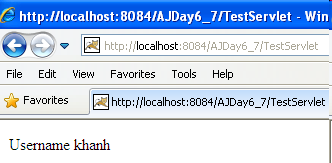 http://localhost:8084/AJDay6_7/TestServlet - Win
http://localhost:8084/AJDay6_7/TestServlet
File Edit View Favorites Tools Help
Favorites http://localhost:8084/AJDay6_7/TestServlet
Username khanh